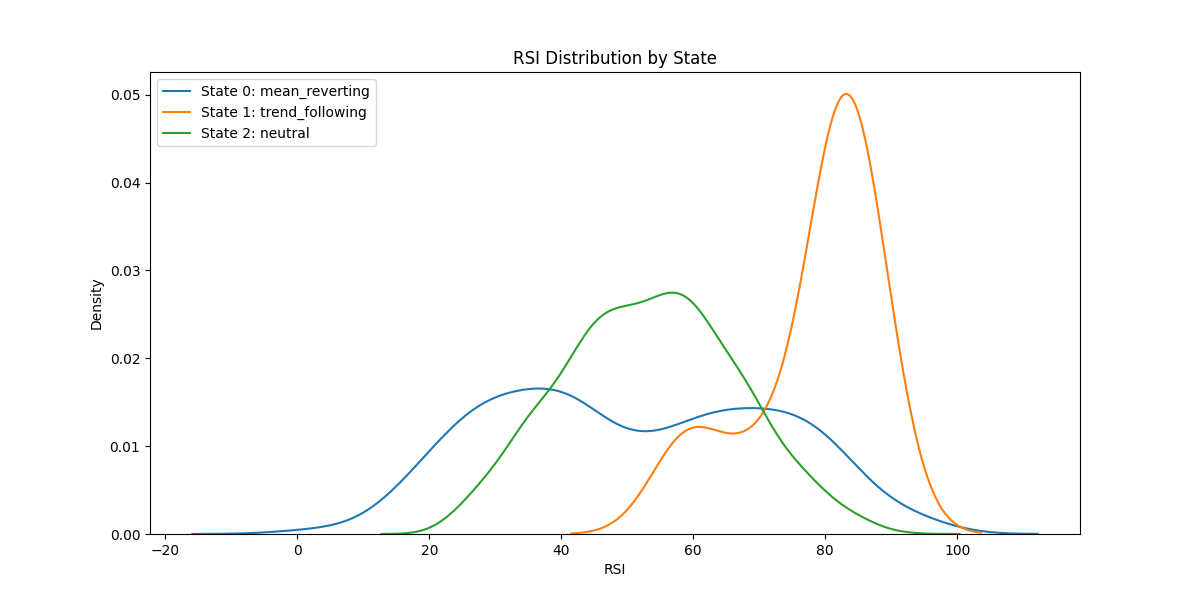 RSI Distribution by State
State 0: mean_reverting
State 1: trend_following
State 2: neutral
Density
0.05
0.04
0.03
0.02
0.01
0.00
−20
0
20
40
60
80
100
RSI